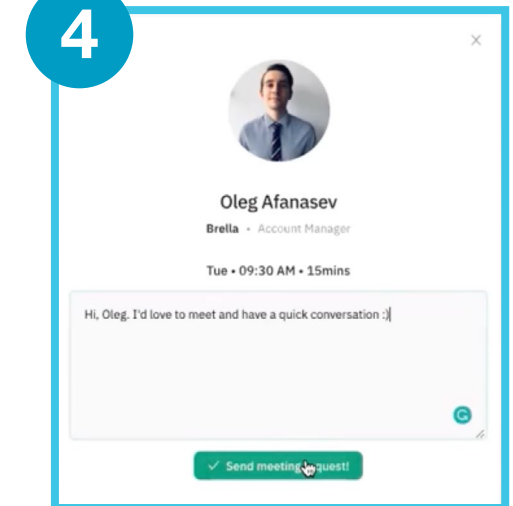 4
Oleg Afanasev
Brella • Account Manager
Tue • 09:30 AM • 15mins
Hi, Oleg. I'd love to meet and have a quick conversation :)
Send meeting request!